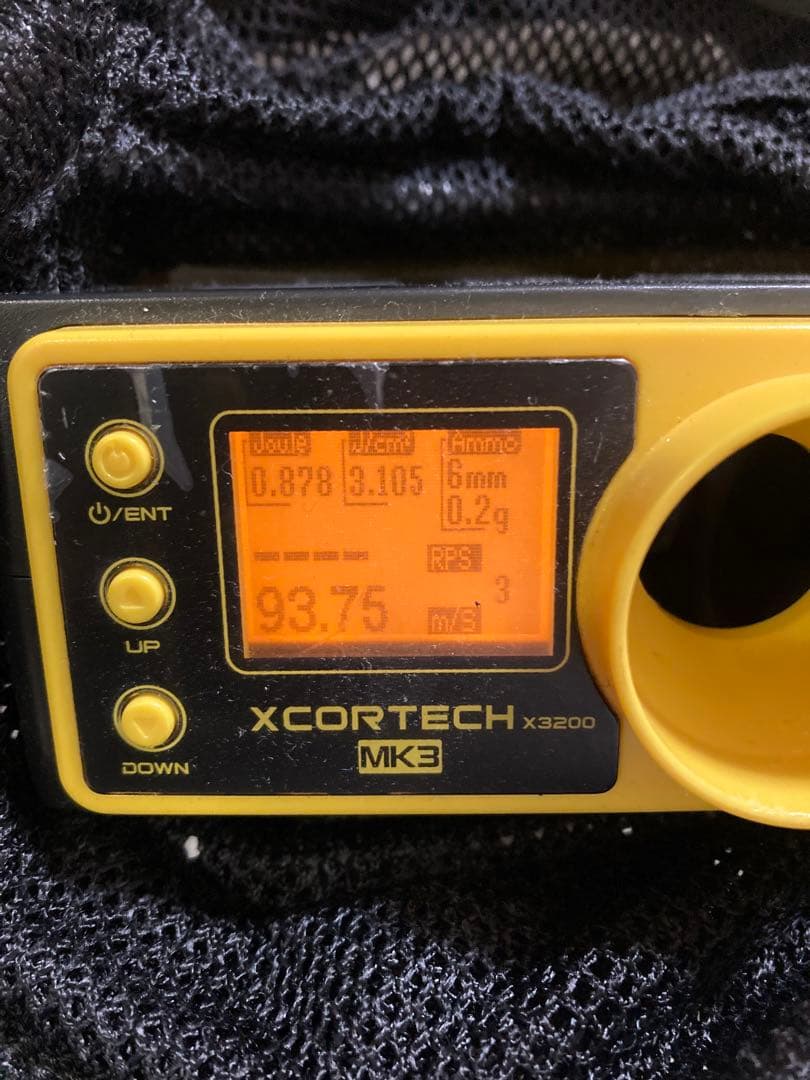 Joule J/cm² Ammo
0.878 3.105 6mm
0.2g
---- RPS
3
93.75 m/s
⏻/ENT
UP
DOWN
XCORTECH X3200
MK3